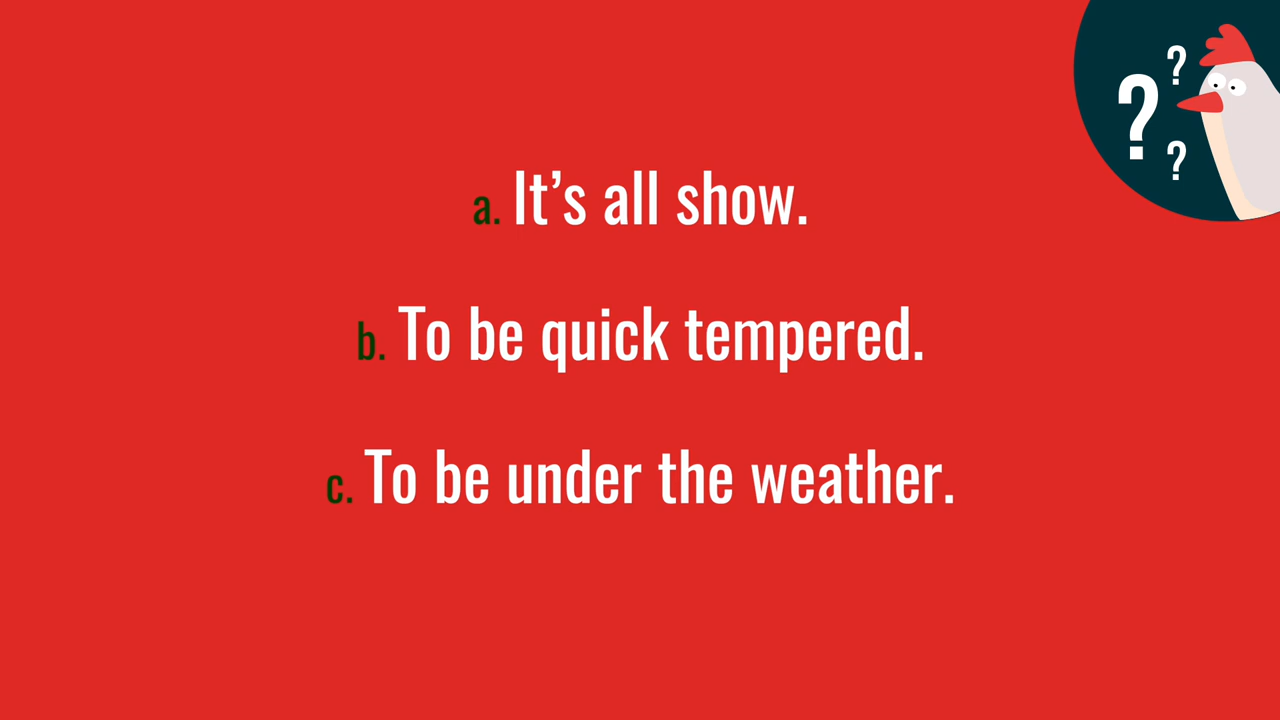 ?
?
?
a. It’s all show.
b. To be quick tempered.
c. To be under the weather.